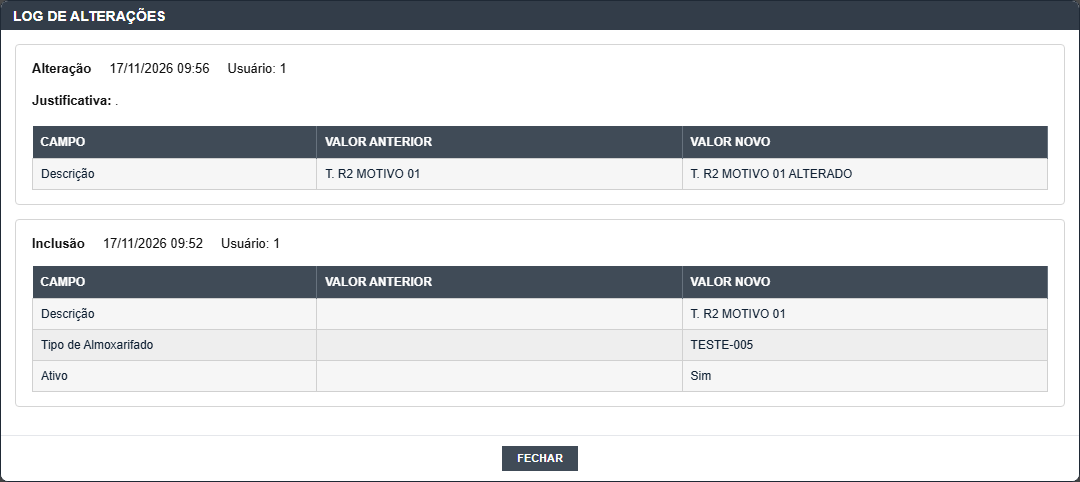 LOG DE ALTERAÇÕES
Alteração 17/11/2026 09:56 Usuário: 1
Justificativa: .
CAMPO VALOR ANTERIOR VALOR NOVO
Descrição T. R2 MOTIVO 01 T. R2 MOTIVO 01 ALTERADO
Inclusão 17/11/2026 09:52 Usuário: 1
CAMPO VALOR ANTERIOR VALOR NOVO
Descrição T. R2 MOTIVO 01
Tipo de Almoxarifado TESTE-005
Ativo Sim
FECHAR